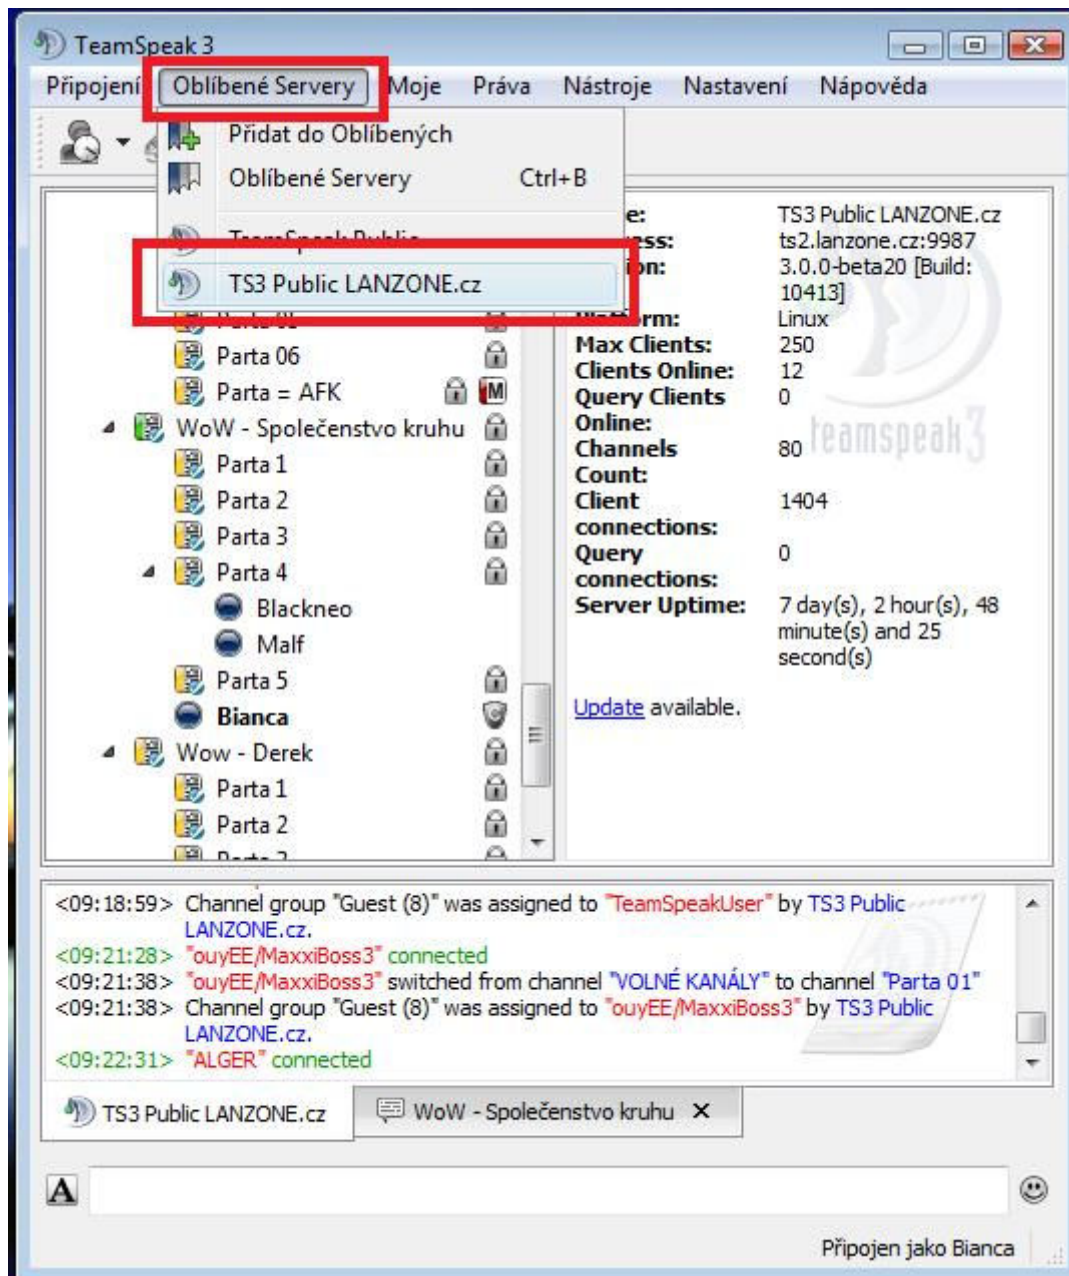 TeamSpeak 3
Připojení Oblíbené Servery Moje Práva Nástroje Nastavení Nápověda
Přidat do Oblíbených
Oblíbené Servery Ctrl+B
TeamSpeak Public
TS3 Public LANZONE.cz
Parta 06
Parta = AFK
WoW - Společenstvo kruhu
Parta 1
Parta 2
Parta 3
Parta 4
Blackneo
Malf
Parta 5
Bianca
Wow - Derek
Parta 1
Parta 2
TS3 Public LANZONE.cz
ts2.lanzone.cz:9987
3.0.0-beta20 [Build:
10413]
Linux
Max Clients: 250
Clients Online: 12
Query Clients 0
Online:
Channels 80
Count:
Client 1404
connections:
Query 0
connections:
Server Uptime: 7 day(s), 2 hour(s), 48
minute(s) and 25
second(s)
Update available.
teamspeak 3
<09:18:59> Channel group "Guest (8)" was assigned to "TeamSpeakUser" by TS3 Public
LANZONE.cz.
<09:21:28> "ouyEE/MaxxiBoss3" connected
<09:21:38> "ouyEE/MaxxiBoss3" switched from channel "VOLNÉ KANÁLY" to channel "Parta 01"
<09:21:38> Channel group "Guest (8)" was assigned to "ouyEE/MaxxiBoss3" by TS3 Public
LANZONE.cz.
<09:22:31> "ALGER" connected
TS3 Public LANZONE.cz WoW - Společenstvo kruhu X
A
Připojen jako Bianca